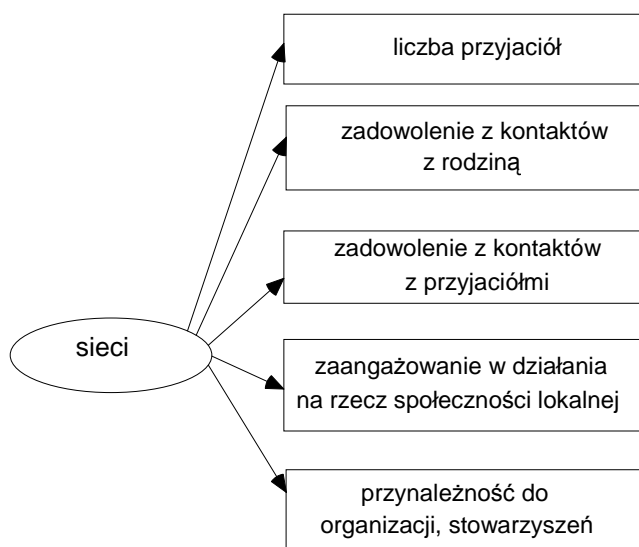 liczba przyjaciół
zadowolenie z kontaktów
z rodziną
zadowolenie z kontaktów
z przyjaciółmi
sieci
zaangażowanie w działania
na rzecz społeczności lokalnej
przynależność do
organizacji, stowarzyszeń